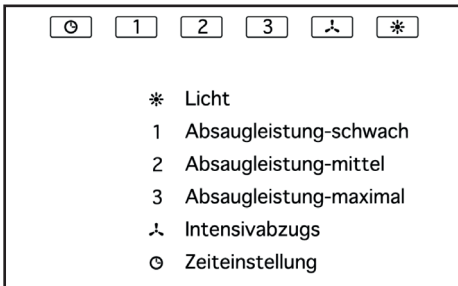 1 2 3
Licht
1 Absaugleistung-schwach
2 Absaugleistung-mittel
3 Absaugleistung-maximal
Intensivabzugs
Zeiteinstellung